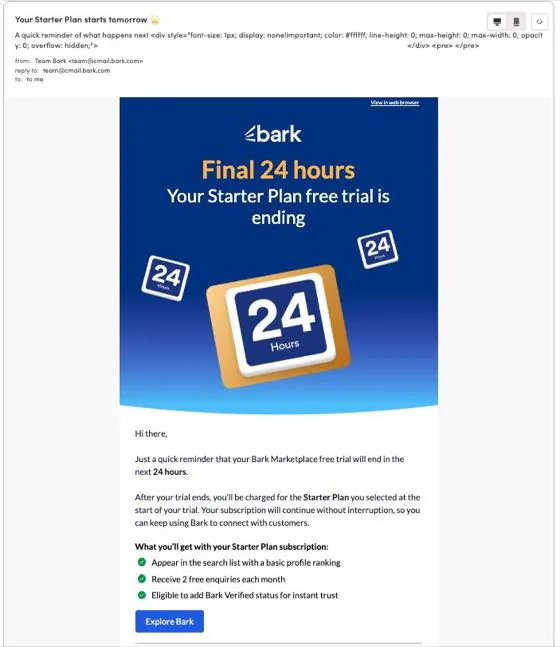 Your Starter Plan starts tomorrow 🌟
A quick reminder of what happens next <div style="font-size: 1px; display: none!important; color: #ffffff; line-height: 0; max-height: 0; max-width: 0; opacit
y: 0; overflow: hidden;"> </div> <pre> </pre>
from: Team Bark <team@cmail.bark.com>
reply to: team@cmail.bark.com
to: to me
View in web browser
bark
Final 24 hours
Your Starter Plan free trial is
ending
24
Hours
24
Hours
24
Hours
Hi there,
Just a quick reminder that your Bark Marketplace free trial will end in the
next 24 hours.
After your trial ends, you'll be charged for the Starter Plan you selected at the
start of your trial. Your subscription will continue without interruption, so you
can keep using Bark to connect with customers.
What you'll get with your Starter Plan subscription:
Appear in the search list with a basic profile ranking
Receive 2 free enquiries each month
Eligible to add Bark Verified status for instant trust
Explore Bark